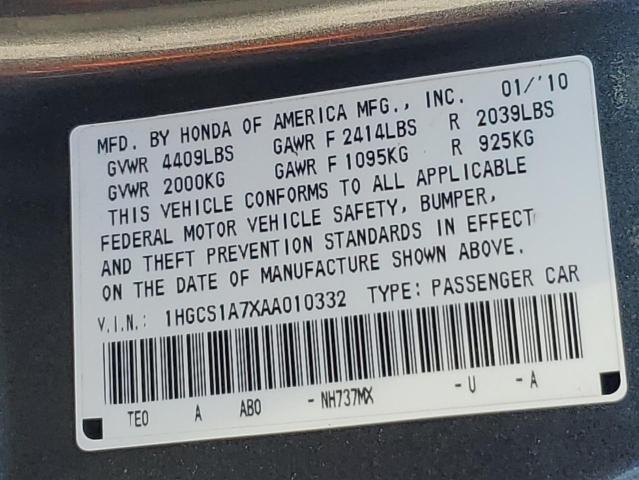 MFD. BY HONDA OF AMERICA MFG., INC. 01/'10
GVWR 4409LBS GAWR F 2414LBS R 2039LBS
GVWR 2000KG GAWR F 1095KG R 925KG
THIS VEHICLE CONFORMS TO ALL APPLICABLE
FEDERAL MOTOR VEHICLE SAFETY, BUMPER,
AND THEFT PREVENTION STANDARDS IN EFFECT
ON THE DATE OF MANUFACTURE SHOWN ABOVE.
V.I.N.: 1HGCS1A7XAA010332 TYPE: PASSENGER CAR
TE0 A AB0 - NH737MX - U - A